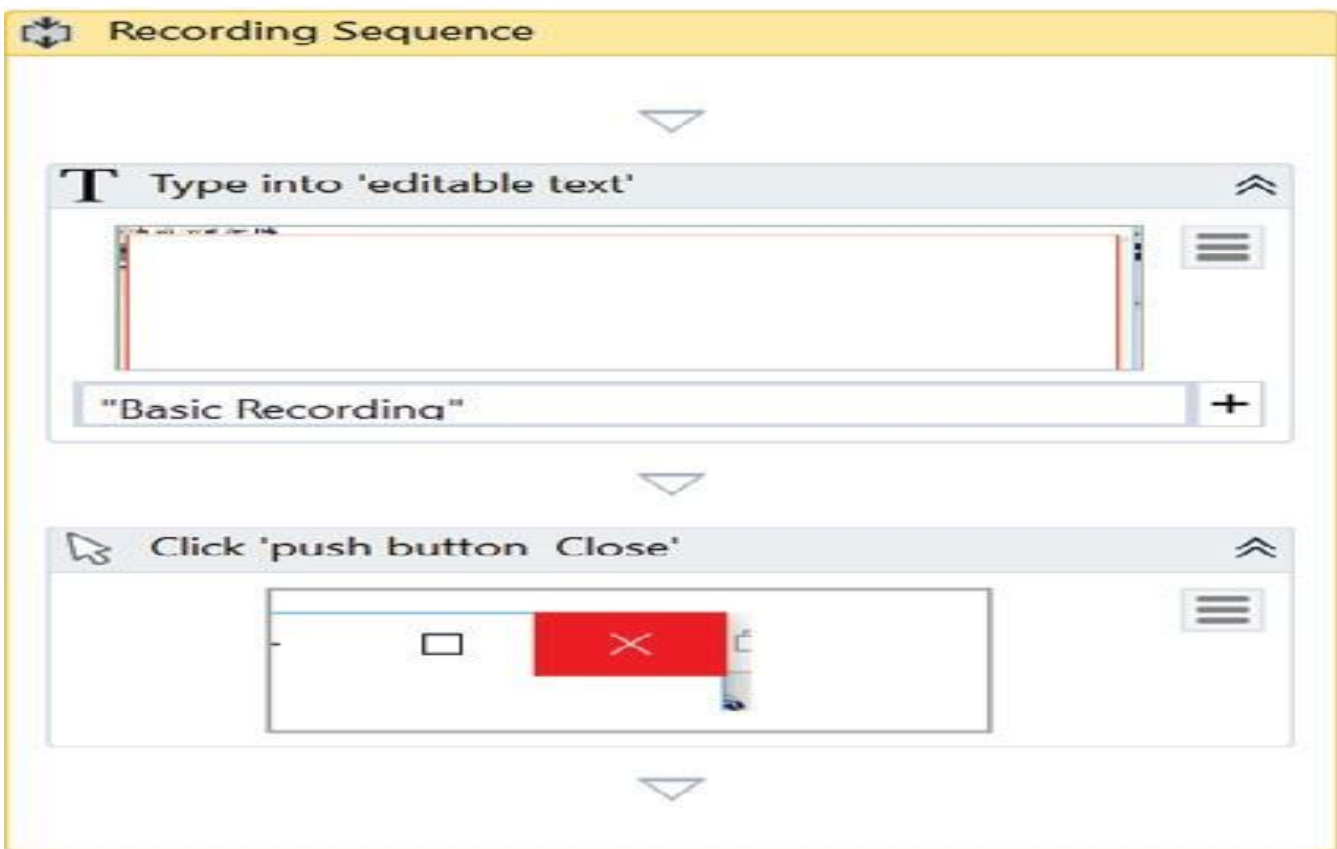 Recording Sequence
Type into 'editable text'
"Basic Recording"
Click 'push button Close'